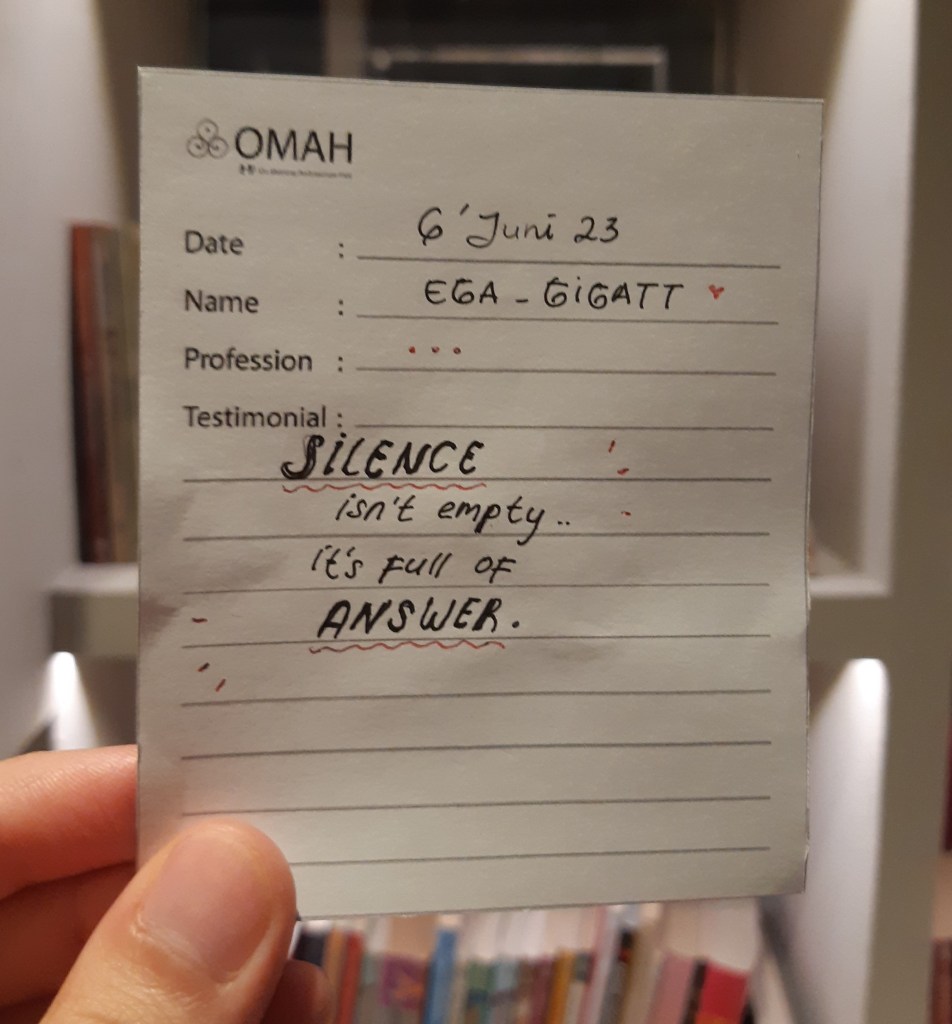 OMAH
Date : 6' Juni 23
Name : EGA - GiGATT
Profession : ...
Testimonial :
SiLENCE
isn't empty..
it's full of
ANSWER.